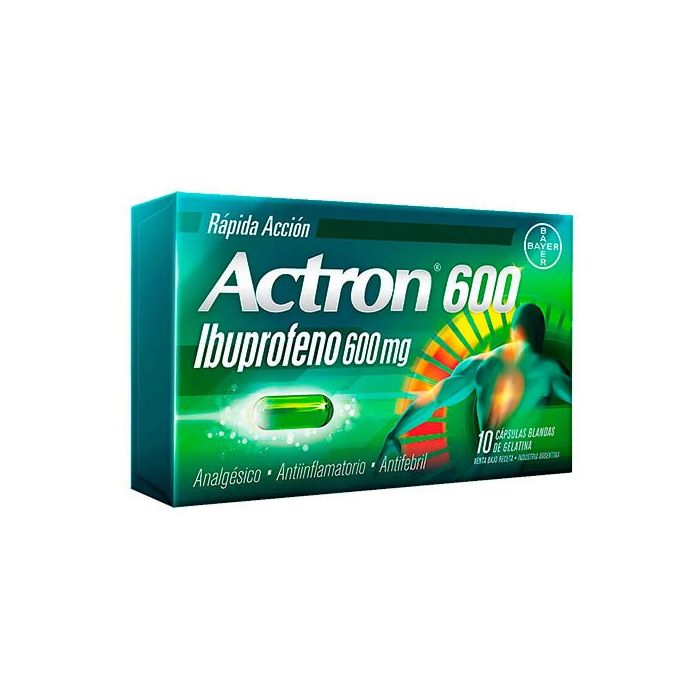 Rápida Acción
Actron® 600
Ibuprofeno 600 mg
BAYER
BAYER
10 CÁPSULAS BLANDAS
DE GELATINA
VENTA BAJO RECETA • INDUSTRIA ARGENTINA
Analgésico ▪ Antiinflamatorio ▪ Antifebril